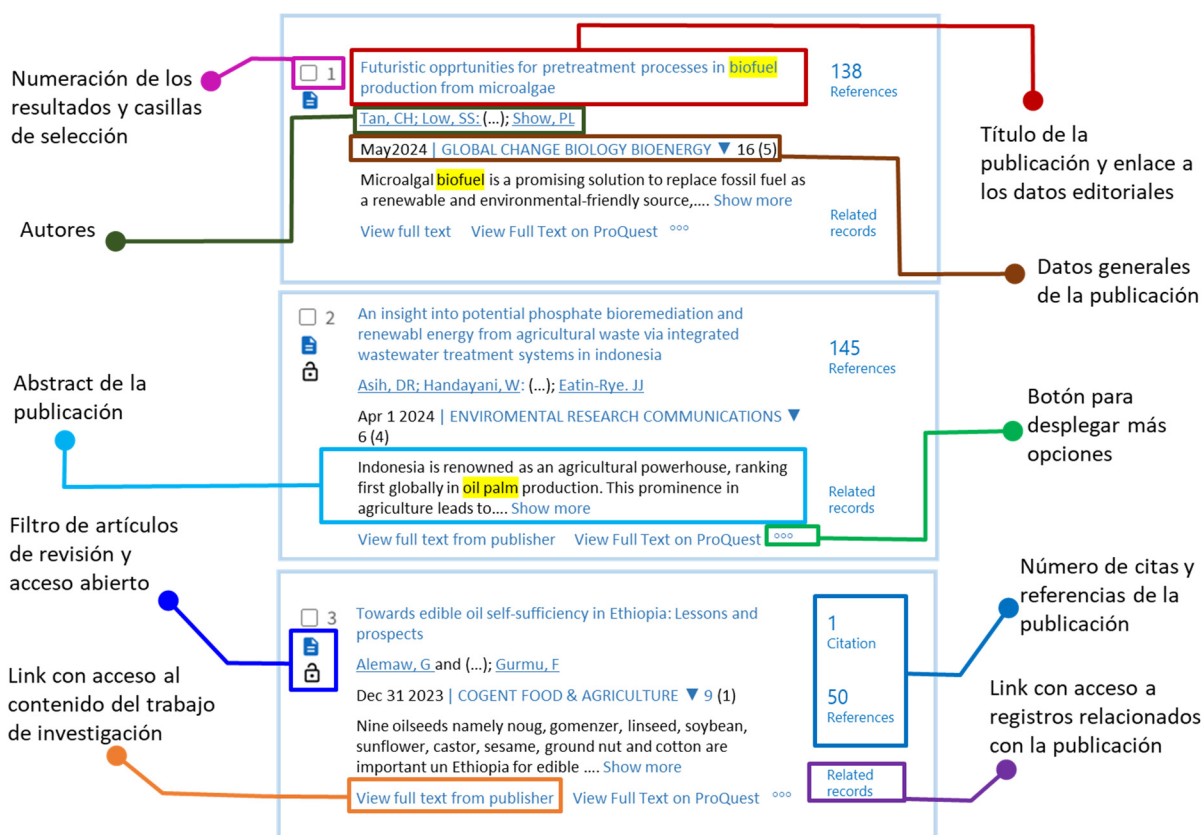 Numeración de los
resultados y casillas
de selección
Autores
Abstract de la
publicación
Filtro de artículos
de revisión y
acceso abierto
Link con acceso al
contenido del trabajo
de investigación
1
Futuristic opprtunities for pretreatment processes in biofuel
production from microalgae
Tan, CH; Low, SS: (...); Show, PL
May2024 | GLOBAL CHANGE BIOLOGY BIOENERGY ▼ 16 (5)
Microalgal biofuel is a promising solution to replace fossil fuel as
a renewable and environmental-friendly source,.... Show more
View full text View Full Text on ProQuest °°°
138
References
Related
records
2
An insight into potential phosphate bioremediation and
renewabl energy from agricultural waste via integrated
wastewater treatment systems in indonesia
Asih, DR; Handayani, W: (...); Eatin-Rye. JJ
Apr 1 2024 | ENVIROMENTAL RESEARCH COMMUNICATIONS ▼
6 (4)
Indonesia is renowned as an agricultural powerhouse, ranking
first globally in oil palm production. This prominence in
agriculture leads to.... Show more
View full text from publisher View Full Text on ProQuest °°°
145
References
Related
records
3
Towards edible oil self-sufficiency in Ethiopia: Lessons and
prospects
Alemaw, G and (...); Gurmu, F
Dec 31 2023 | COGENT FOOD & AGRICULTURE ▼ 9 (1)
Nine oilseeds namely noug, gomenzer, linseed, soybean,
sunflower, castor, sesame, ground nut and cotton are
important un Ethiopia for edible .... Show more
View full text from publisher View Full Text on ProQuest °°°
1
Citation
50
References
Related
records
Título de la
publicación y enlace a
los datos editoriales
Datos generales
de la publicación
Botón para
desplegar más
opciones
Número de citas y
referencias de la
publicación
Link con acceso a
registros relacionados
con la publicación